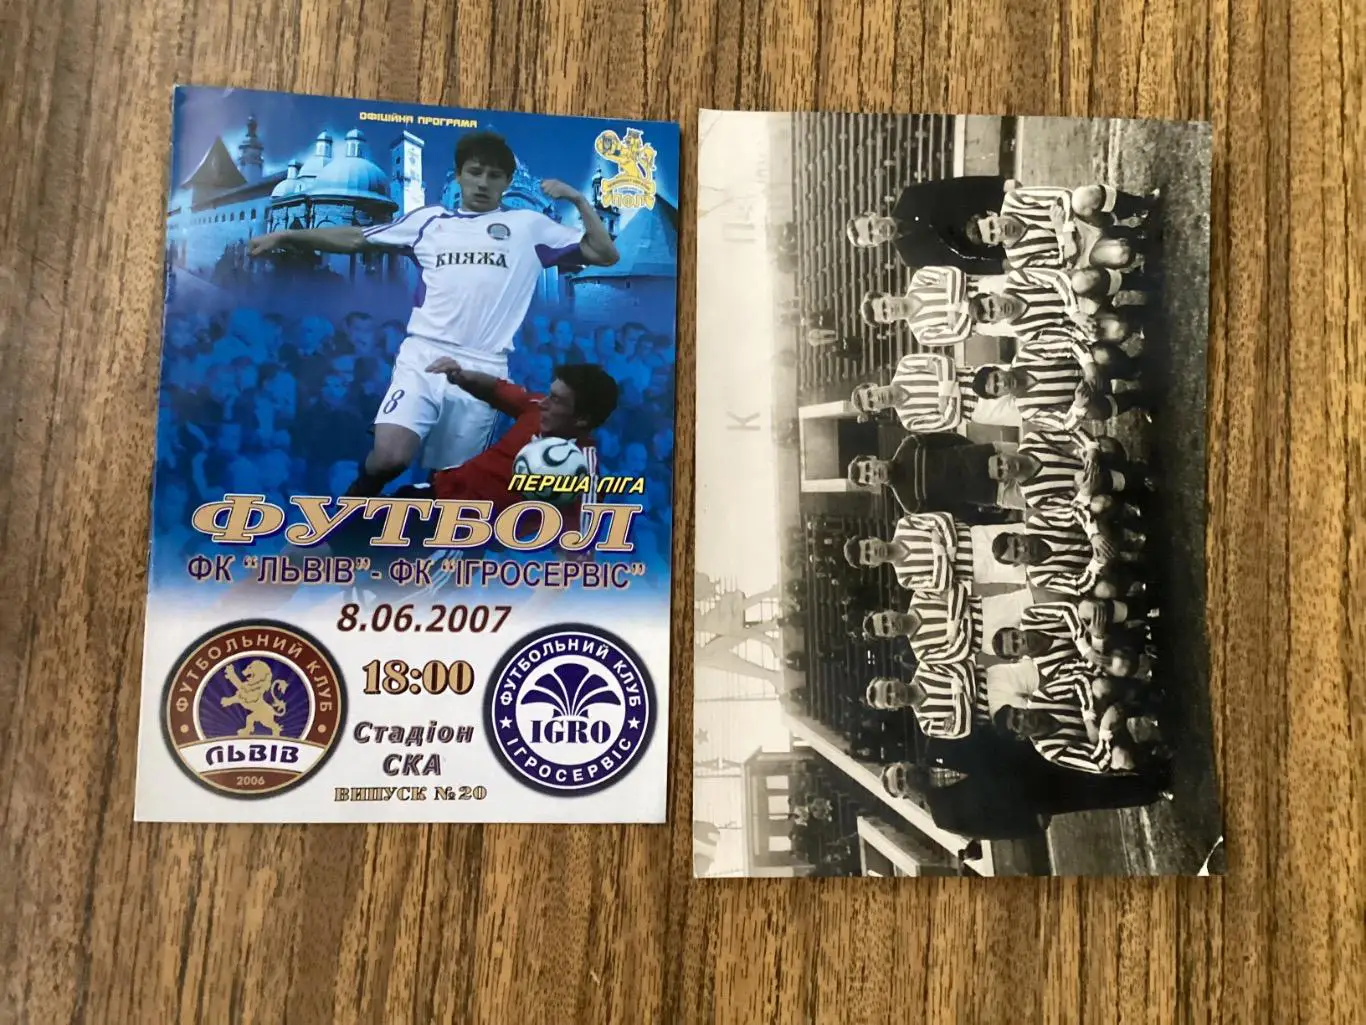 ОФІЦІЙНА ПРОГРАМА
ПФЛ
КНЯЖА
8
ПЕРША ЛІГА
ФУТБОЛ
ФК "ЛЬВІВ" - ФК "ІГРОСЕРВІС"
8.06.2007
18:00
Стадіон
СКА
ВИПУСК №20
ФУТБОЛЬНИЙ КЛУБ
ЛЬВІВ
2006
ФУТБОЛЬНИЙ КЛУБ
IGRO
ІГРОСЕРВІС
К